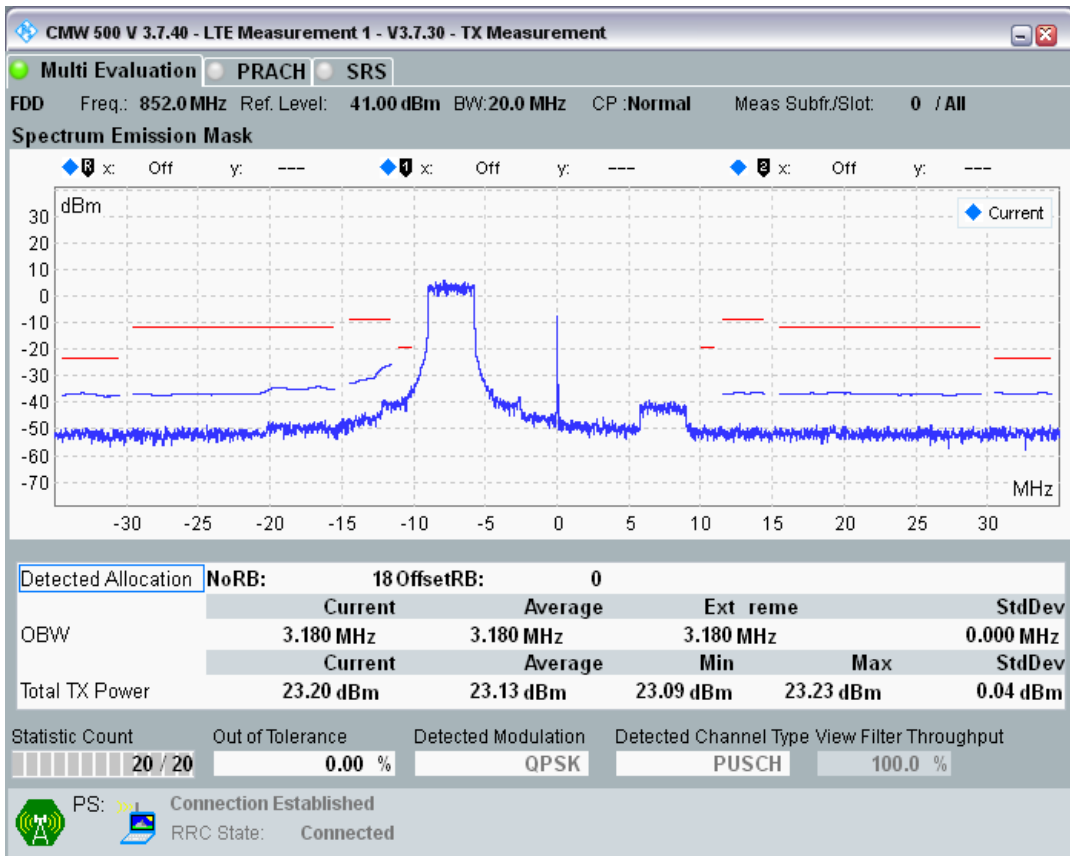 CMW 500 V 3.7.40 - LTE Measurement 1 - V3.7.30 - TX Measurement
Multi Evaluation PRACH SRS
FDD Freq.: 852.0 MHz Ref. Level: 41.00 dBm BW:20.0 MHz CP :Normal Meas Subfr./Slot: 0 / All
Spectrum Emission Mask
R x: Off y: --- 1 x: Off y: --- 2 x: Off y: ---
dBm
Current
30
20
10
0
-10
-20
-30
-40
-50
-60
-70
MHz
-30 -25 -20 -15 -10 -5 0 5 10 15 20 25 30
Detected Allocation NoRB: 18 OffsetRB: 0
Current Average Ext reme StdDev
OBW 3.180 MHz 3.180 MHz 3.180 MHz 0.000 MHz
Current Average Min Max StdDev
Total TX Power 23.20 dBm 23.13 dBm 23.09 dBm 23.23 dBm 0.04 dBm
Statistic Count Out of Tolerance Detected Modulation Detected Channel Type View Filter Throughput
20 / 20 0.00 % QPSK PUSCH 100.0 %
PS: Connection Established
RRC State: Connected